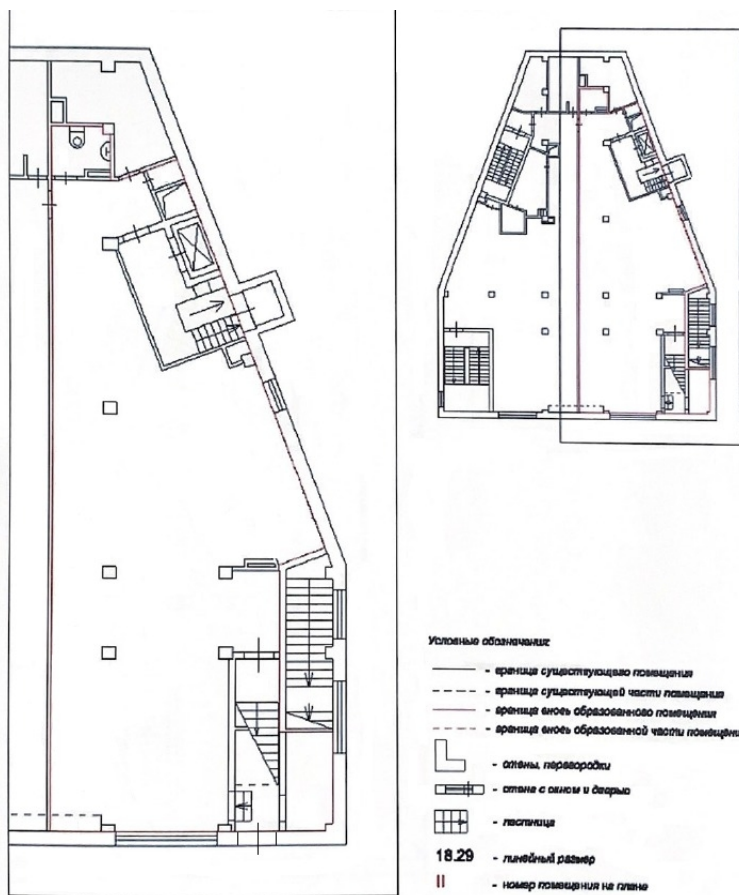 Условные обозначения:
- граница существующего помещения
- граница существующей части помещения
- граница вновь образованного помещения
- граница вновь образованной части помещени
- стены, перегородки
- стена с окном и дверью
- лестница
18.29 - линейный размер
II - номер помещения на плане